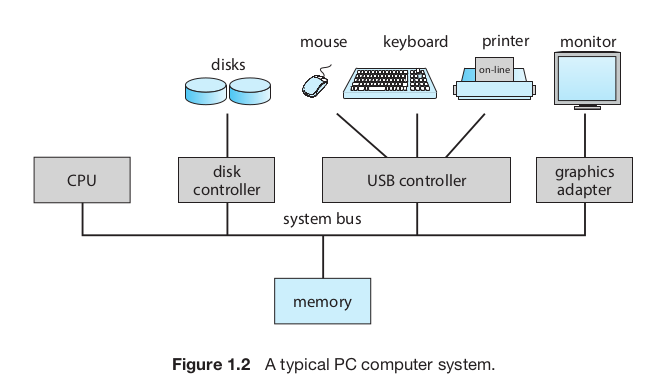 mouse keyboard printer monitor
disks
on-line
CPU
disk
controller
USB controller
graphics
adapter
system bus
memory
Figure 1.2 A typical PC computer system.